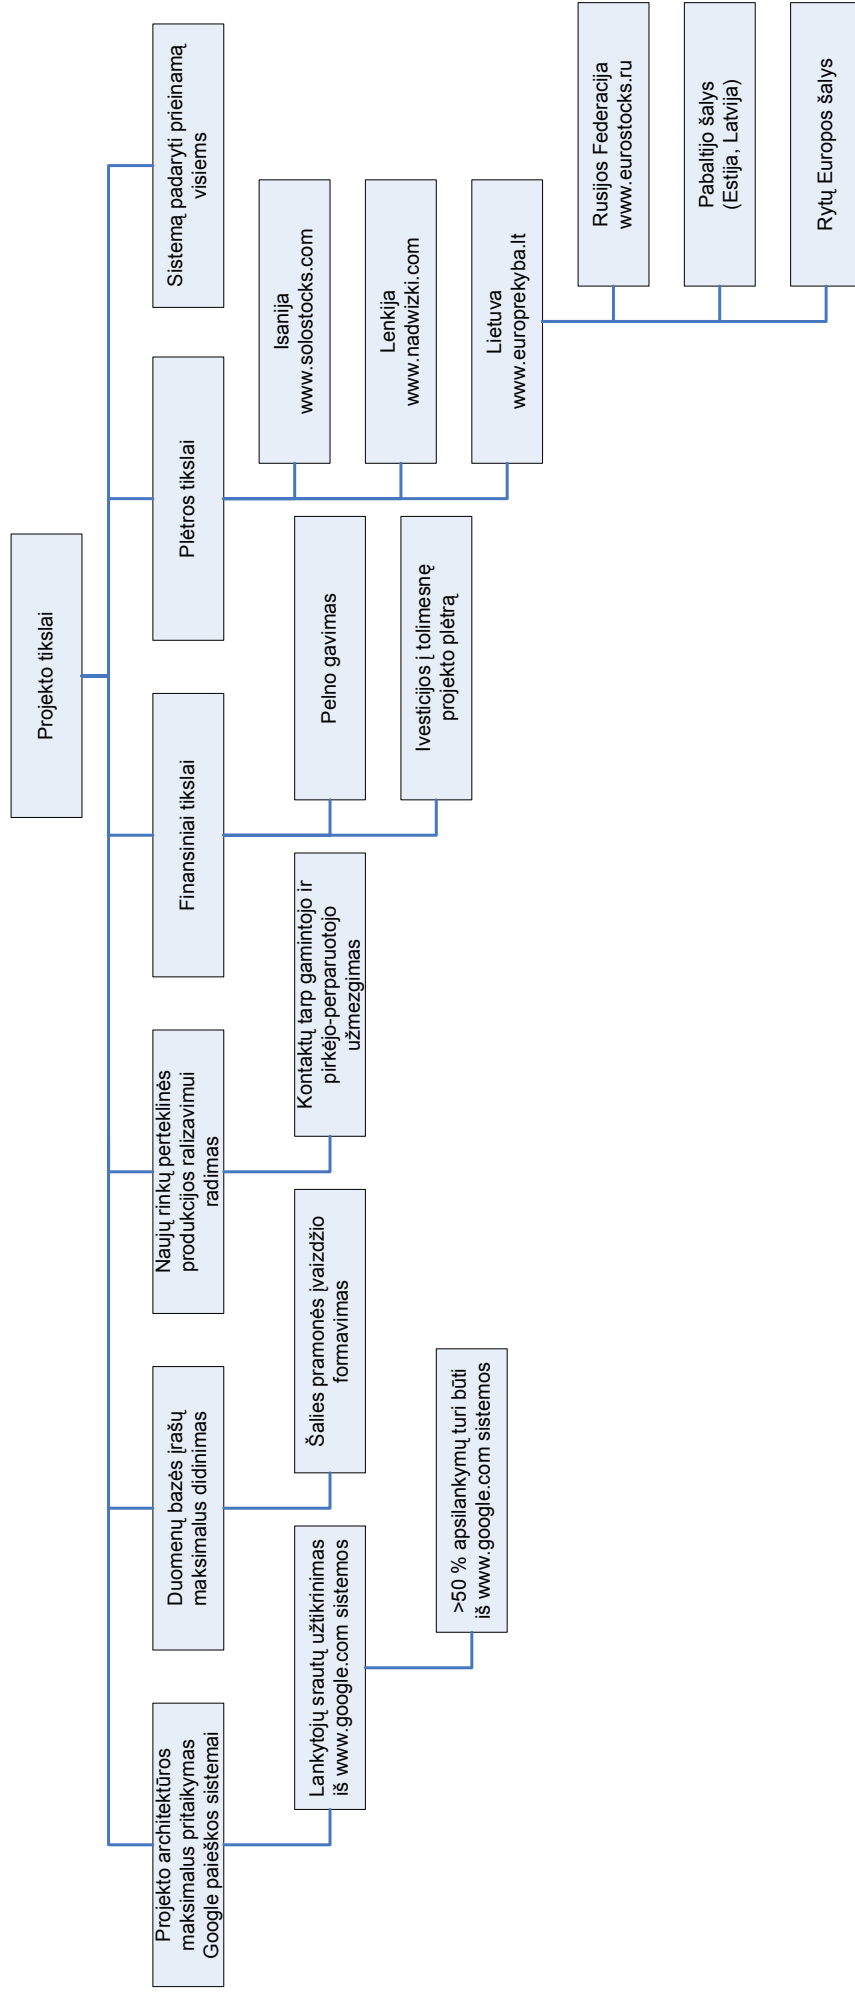 Projekto tikslai
Projekto architektūros
maksimalus pritaikymas
Google paieškos sistemai
Lankytojų srautų užtikrinimas
iš www.google.com sistemos
>50 % apsilankymų turi būti
iš www.google.com sistemos
Duomenų bazės įrašų
maksimalus didinimas
Šalies pramonės įvaizdžio
formavimas
Naujų rinkų perteklinės
produkcijos ralizavimui
radimas
Kontaktų tarp gamintojo ir
pirkėjo-perparuotojo
užmezgimas
Finansiniai tikslai
Pelno gavimas
Ivesticijos į tolimesnę
projekto plėtrą
Plėtros tikslai
Isanija
www.solostocks.com
Lenkija
www.nadwizki.com
Lietuva
www.europrekyba.lt
Rusijos Federacija
www.eurostocks.ru
Pabaltijo šalys
(Estija, Latvija)
Rytų Europos šalys
Sistemą padaryti prieinamą
visiems